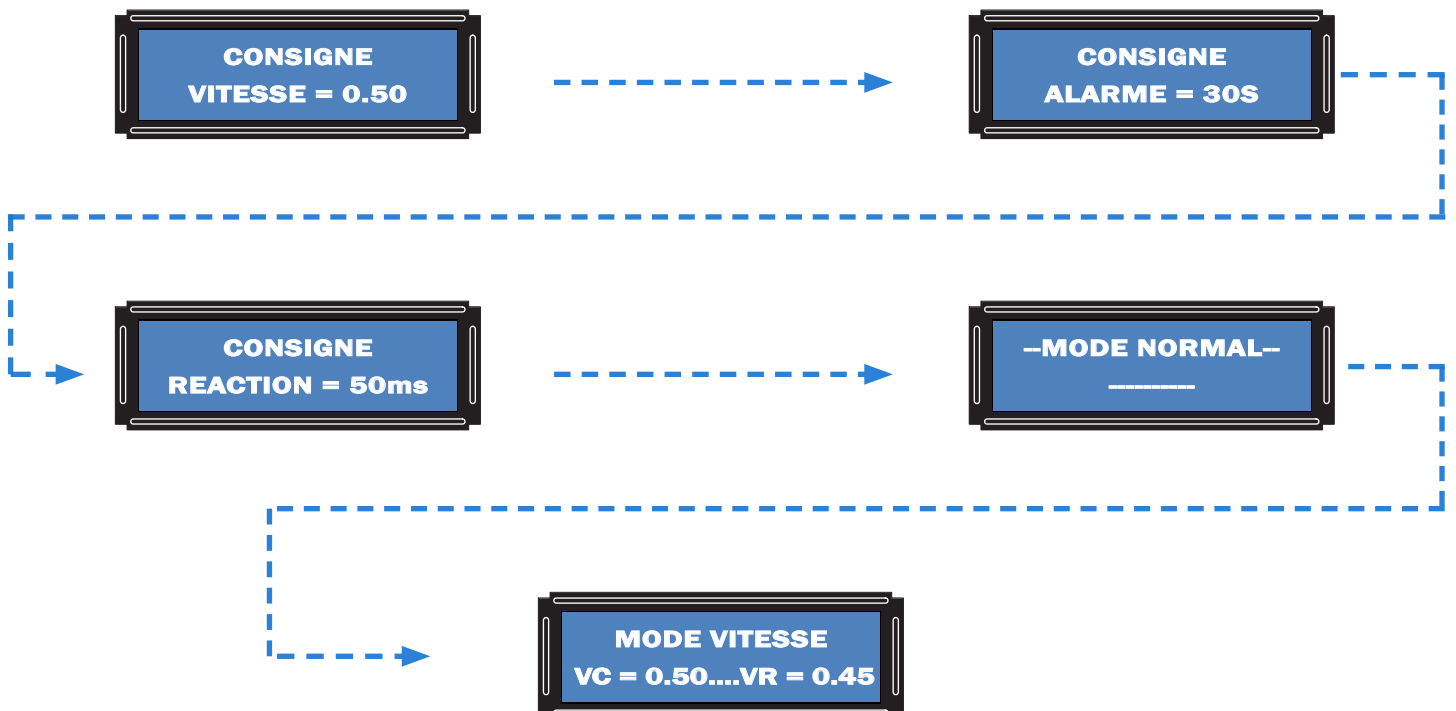 CONSIGNE
VITESSE = 0.50
CONSIGNE
ALARME = 30S
CONSIGNE
REACTION = 50ms
--MODE NORMAL--
----------
MODE VITESSE
VC = 0.50....VR = 0.45